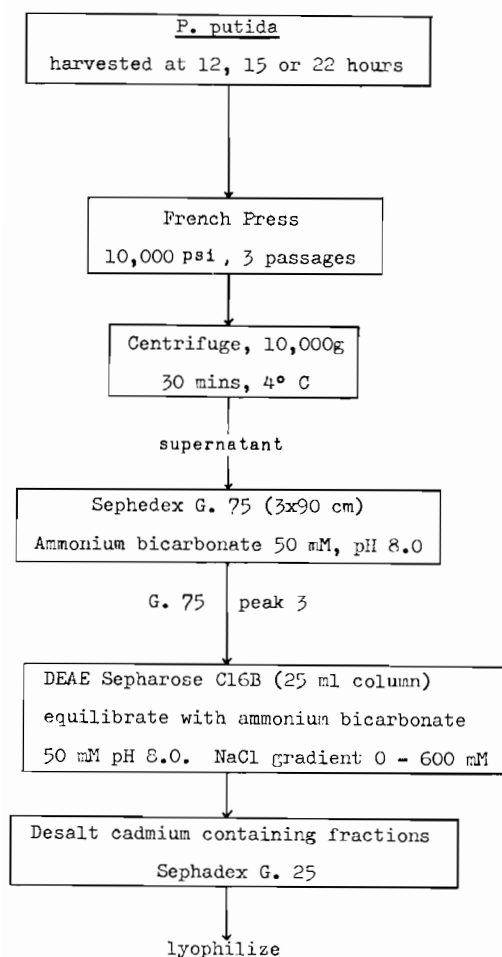 P. putida
harvested at 12, 15 or 22 hours
French Press
10,000 psi, 3 passages
Centrifuge, 10,000g
30 mins, 4° C
supernatant
Sephedex G. 75 (3x90 cm)
Ammonium bicarbonate 50 mM, pH 8.0
G. 75 peak 3
DEAE Sepharose Cl6B (25 ml column)
equilibrate with ammonium bicarbonate
50 mM pH 8.0. NaCl gradient 0 - 600 mM
Desalt cadmium containing fractions
Sephadex G. 25
lyophilize